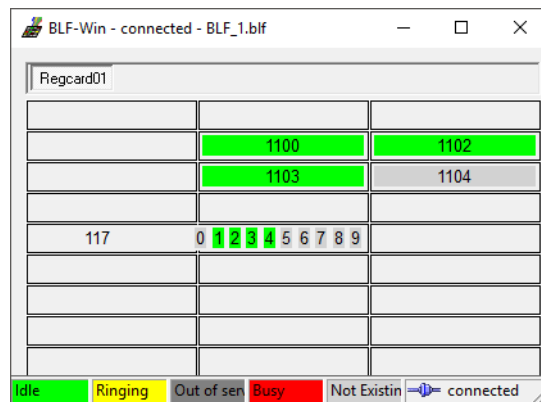 BLF-Win - connected - BLF_1.blf
Regcard01
1100 1102
1103 1104
117 0 1 2 3 4 5 6 7 8 9
Idle Ringing Out of serv Busy Not Existin connected